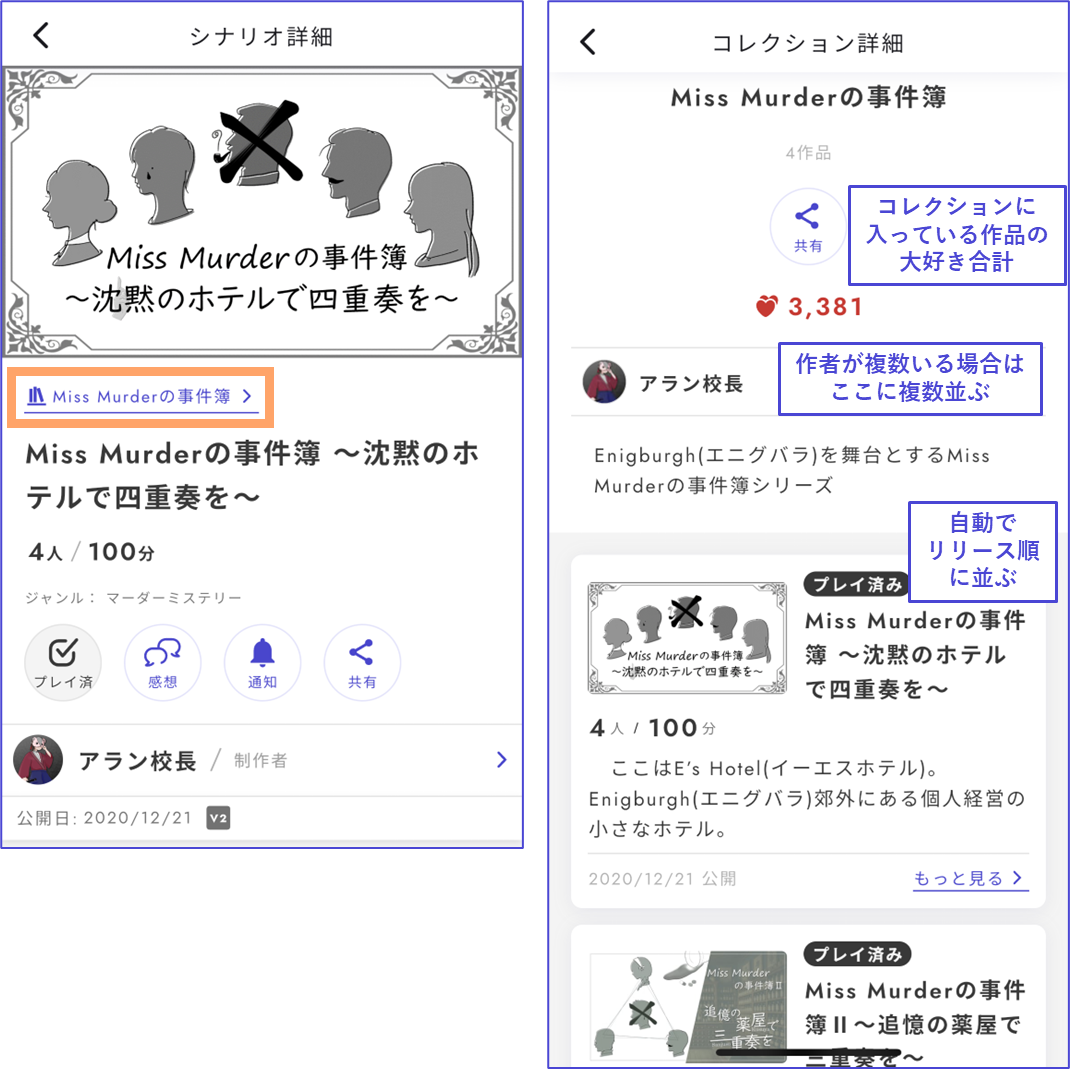 シナリオ詳細
Miss Murderの事件簿
〜沈黙のホテルで四重奏を〜
Miss Murderの事件簿
Miss Murderの事件簿 〜沈黙のホ
テルで四重奏を〜
4人 / 100分
ジャンル： マーダーミステリー
プレイ済
感想
通知
共有
アラン校長 / 制作者
公開日: 2020/12/21 V2
コレクション詳細
Miss Murderの事件簿
4作品
共有
コレクションに
入っている作品の
大好き合計
3,381
アラン校長
作者が複数いる場合は
ここに複数並ぶ
Enigburgh(エニグバラ)を舞台とするMiss
Murderの事件簿シリーズ
自動で
リリース順
に並ぶ
Miss Murderの事件簿
〜沈黙のホテルで四重奏を〜
プレイ済み
Miss Murderの事件
簿 〜沈黙のホテル
で四重奏を〜
4人 / 100分
ここはE's Hotel(イーエスホテル)。
Enigburgh(エニグバラ)郊外にある個人経営の
小さなホテル。
2020/12/21 公開
もっと見る
Miss Murder
の事件簿Ⅱ
追憶の
薬屋で
三重奏を
プレイ済み
Miss Murderの事件
簿Ⅱ〜追憶の薬屋で
三重奏を〜